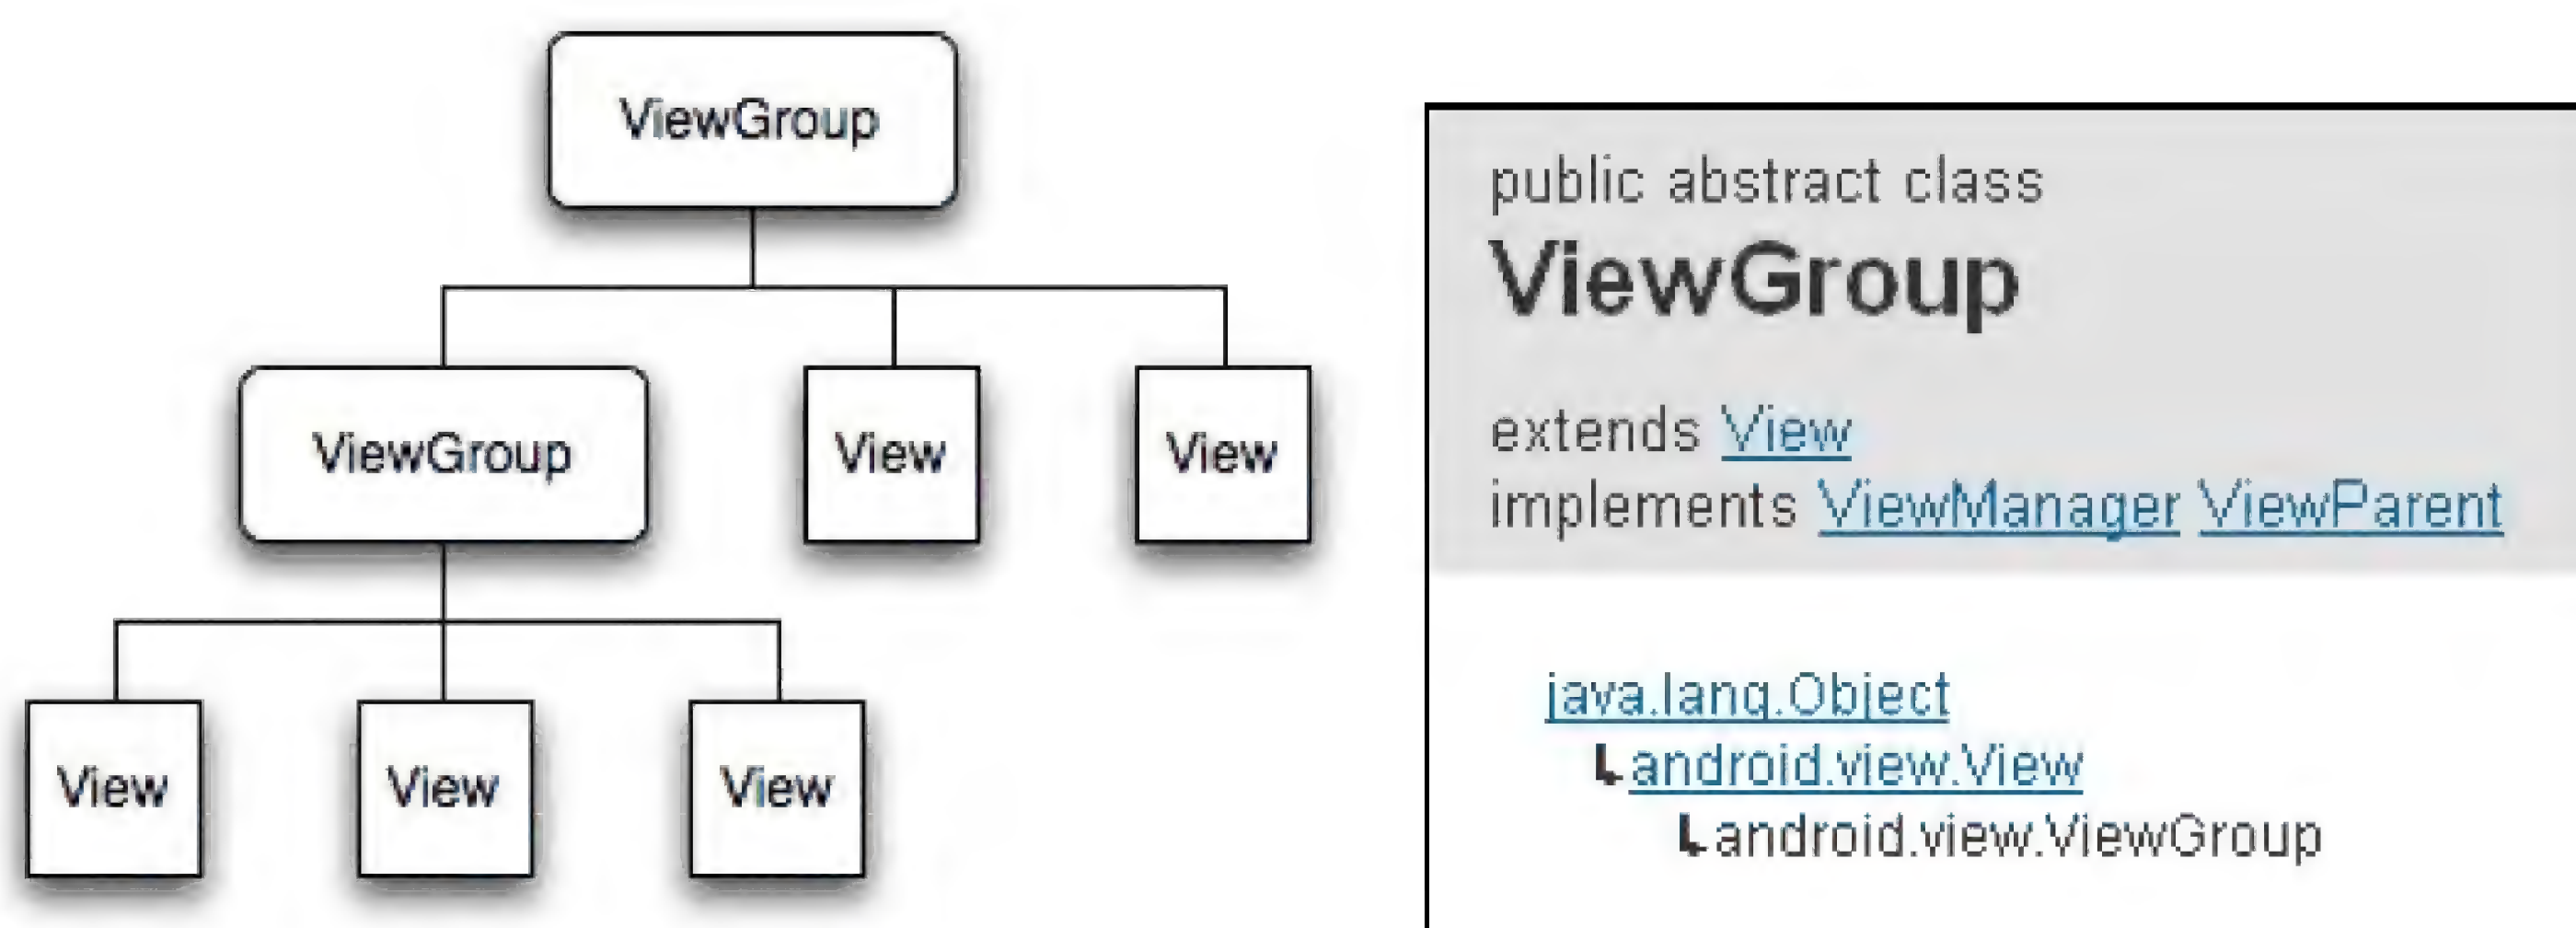 ViewGroup
ViewGroup
View
View
View
View
View
public abstract class
ViewGroup
extends View
implements ViewManager ViewParent
java.lang.Object
android.view.View
android.view.ViewGroup